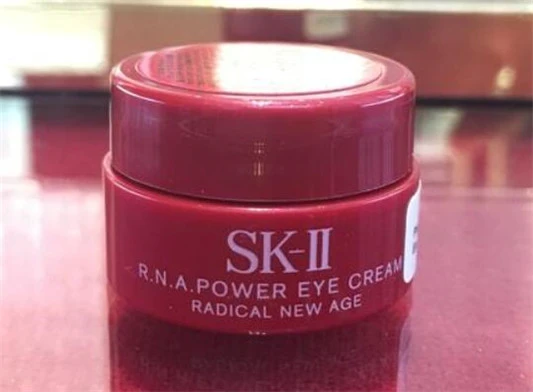 SK-II
R.N.A.POWER EYE CREAM
RADICAL NEW AGE